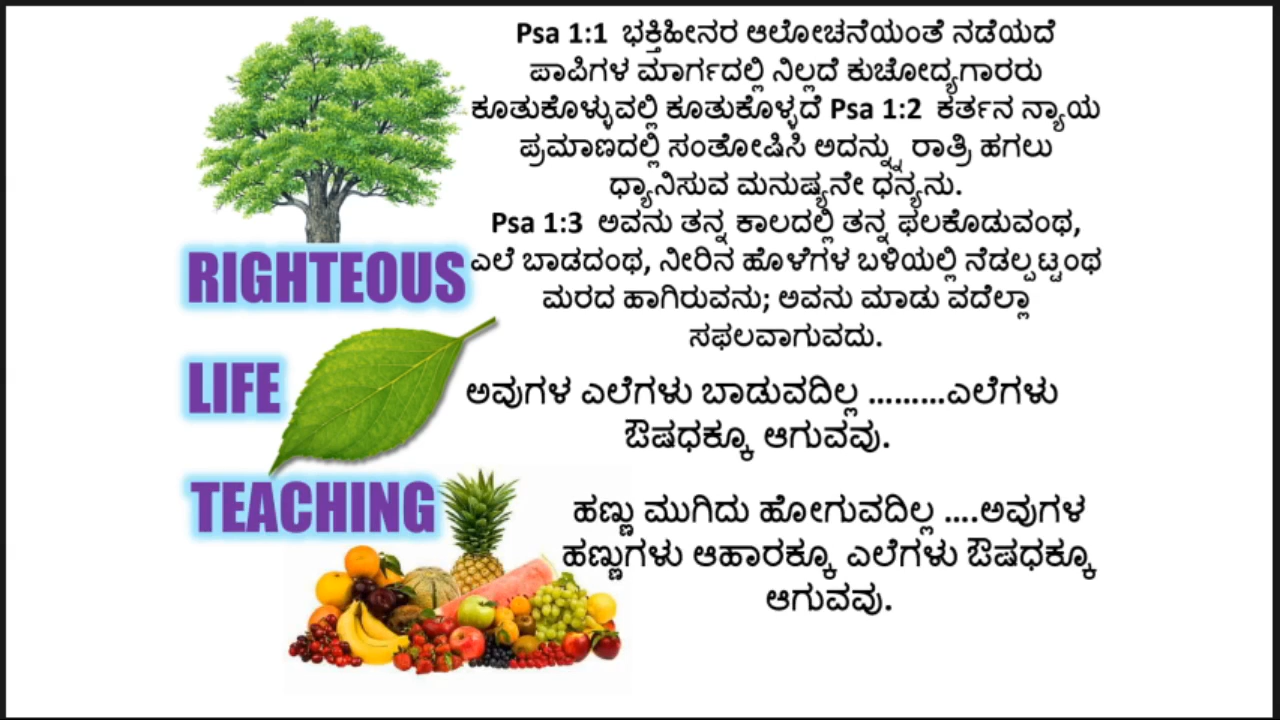 Psa 1:1 ಭಕ್ತಿಹೀನರ ಆಲೋಚನೆಯಂತೆ ನಡೆಯದೆ
ಪಾಪಿಗಳ ಮಾರ್ಗದಲ್ಲಿ ನಿಲ್ಲದೆ ಕುಚೋದ್ಯಗಾರರು
ಕೂತುಕೊಳ್ಳುವಲ್ಲಿ ಕೂತುಕೊಳ್ಳದೆ Psa 1:2 ಕರ್ತನ ನ್ಯಾಯ
ಪ್ರಮಾಣದಲ್ಲಿ ಸಂತೋಷಿಸಿ ಅದನ್ನ್ನು ರಾತ್ರಿ ಹಗಲು
ಧ್ಯಾನಿಸುವ ಮನುಷ್ಯನೇ ಧನ್ಯನು.
Psa 1:3 ಅವನು ತನ್ನ ಕಾಲದಲ್ಲಿ ತನ್ನ ಫಲಕೊಡುವಂಥ,
ಎಲೆ ಬಾಡದಂಥ, ನೀರಿನ ಹೊಳೆಗಳ ಬಳಿಯಲ್ಲಿ ನೆಡಲ್ಪಟ್ಟಂಥ
ಮರದ ಹಾಗಿರುವನು; ಅವನು ಮಾಡು ವದೆಲ್ಲಾ
ಸಫಲವಾಗುವದು.
RIGHTEOUS
LIFE
ಅವುಗಳ ಎಲೆಗಳು ಬಾಡುವದಿಲ್ಲ .........ಎಲೆಗಳು
ಔಷಧಕ್ಕೂ ಆಗುವವು.
TEACHING
ಹಣ್ಣು ಮುಗಿದು ಹೋಗುವದಿಲ್ಲ ....ಅವುಗಳ
ಹಣ್ಣುಗಳು ಆಹಾರಕ್ಕೂ ಎಲೆಗಳು ಔಷಧಕ್ಕೂ
ಆಗುವವು.